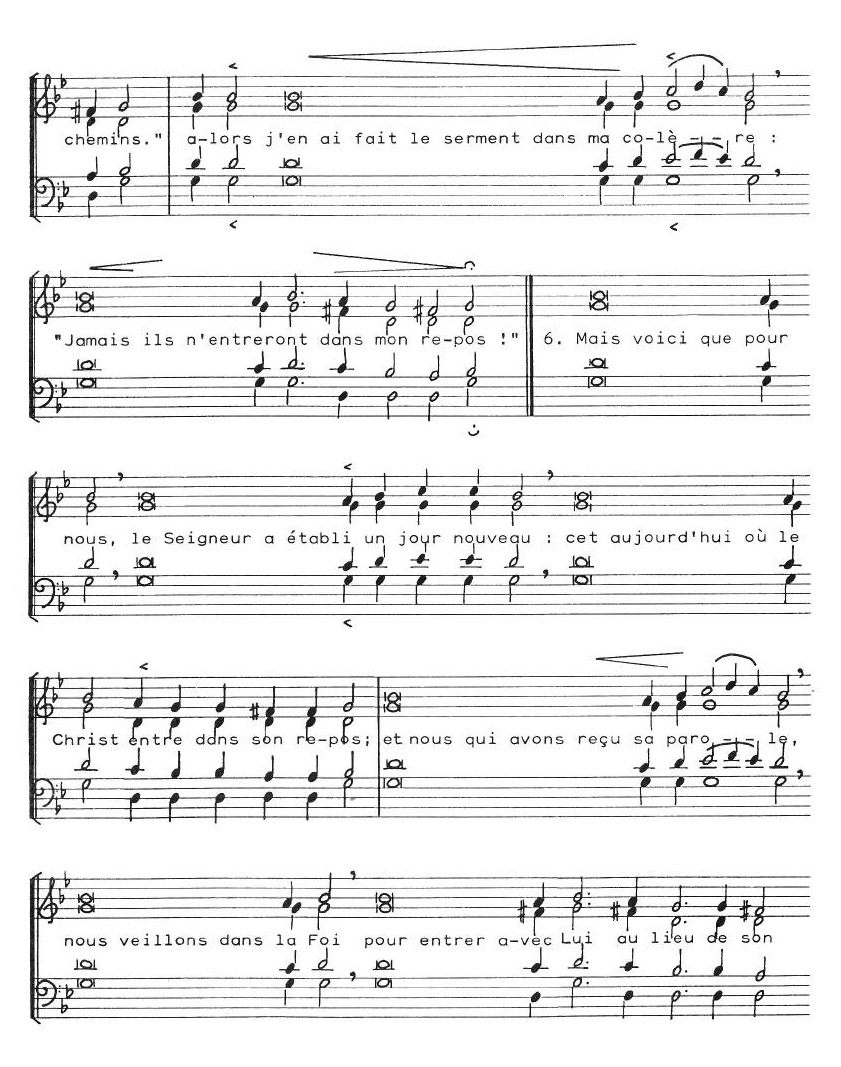 chemins." a-lors j'en ai fait le serment dans ma co-lè - - re :
"Jamais ils n'entreront dans mon re-pos !" 6. Mais voici que pour
nous, le Seigneur a établi un jour nouveau : cet aujourd'hui où le
Christ entre dans son re-pos; et nous qui avons reçu sa paro - - le,
nous veillons dans la Foi pour entrer a-vec Lui au lieu de son